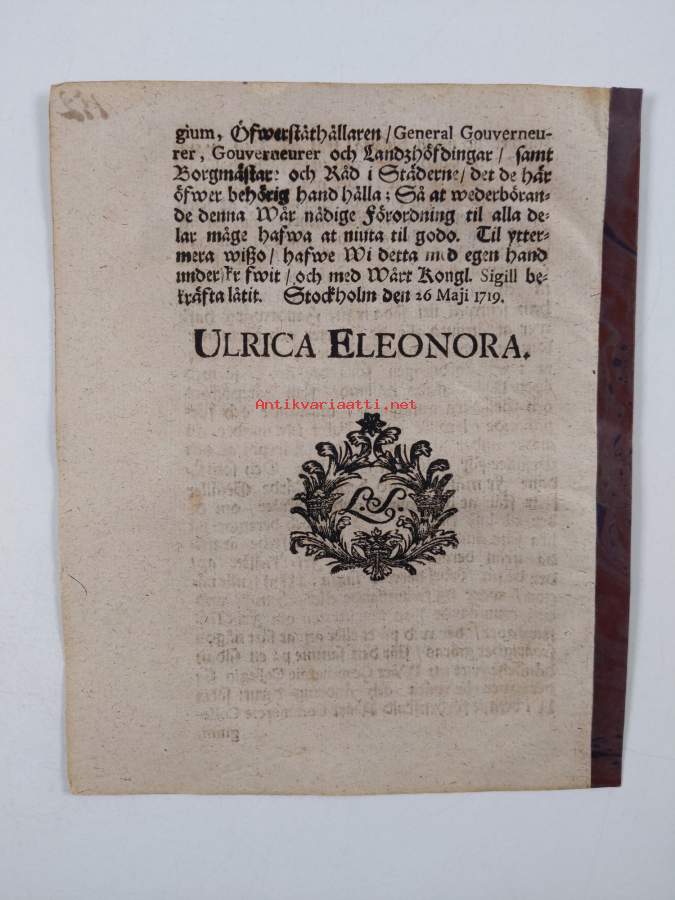 gium, Öfwerståthållaren / General Gouverneu-
rer, Gouverneurer och Landzhöfdingar / samt
Borgmästare och Råd i Städerne / det de här
öfwer behörig hand hålla; Så at wederböran-
de denna Wår nådige Förordning til alla de-
lar måge hafwa at niuta til godo. Til ytter-
mera wißo / hafwe Wi detta med egen hand
under skrifwit / och med Wårt Kongl. Sigill be-
kräfta låtit. Stockholm den 26 Maji 1719.
ULRICA ELEONORA.
Antikvariaatti.net
L.S.